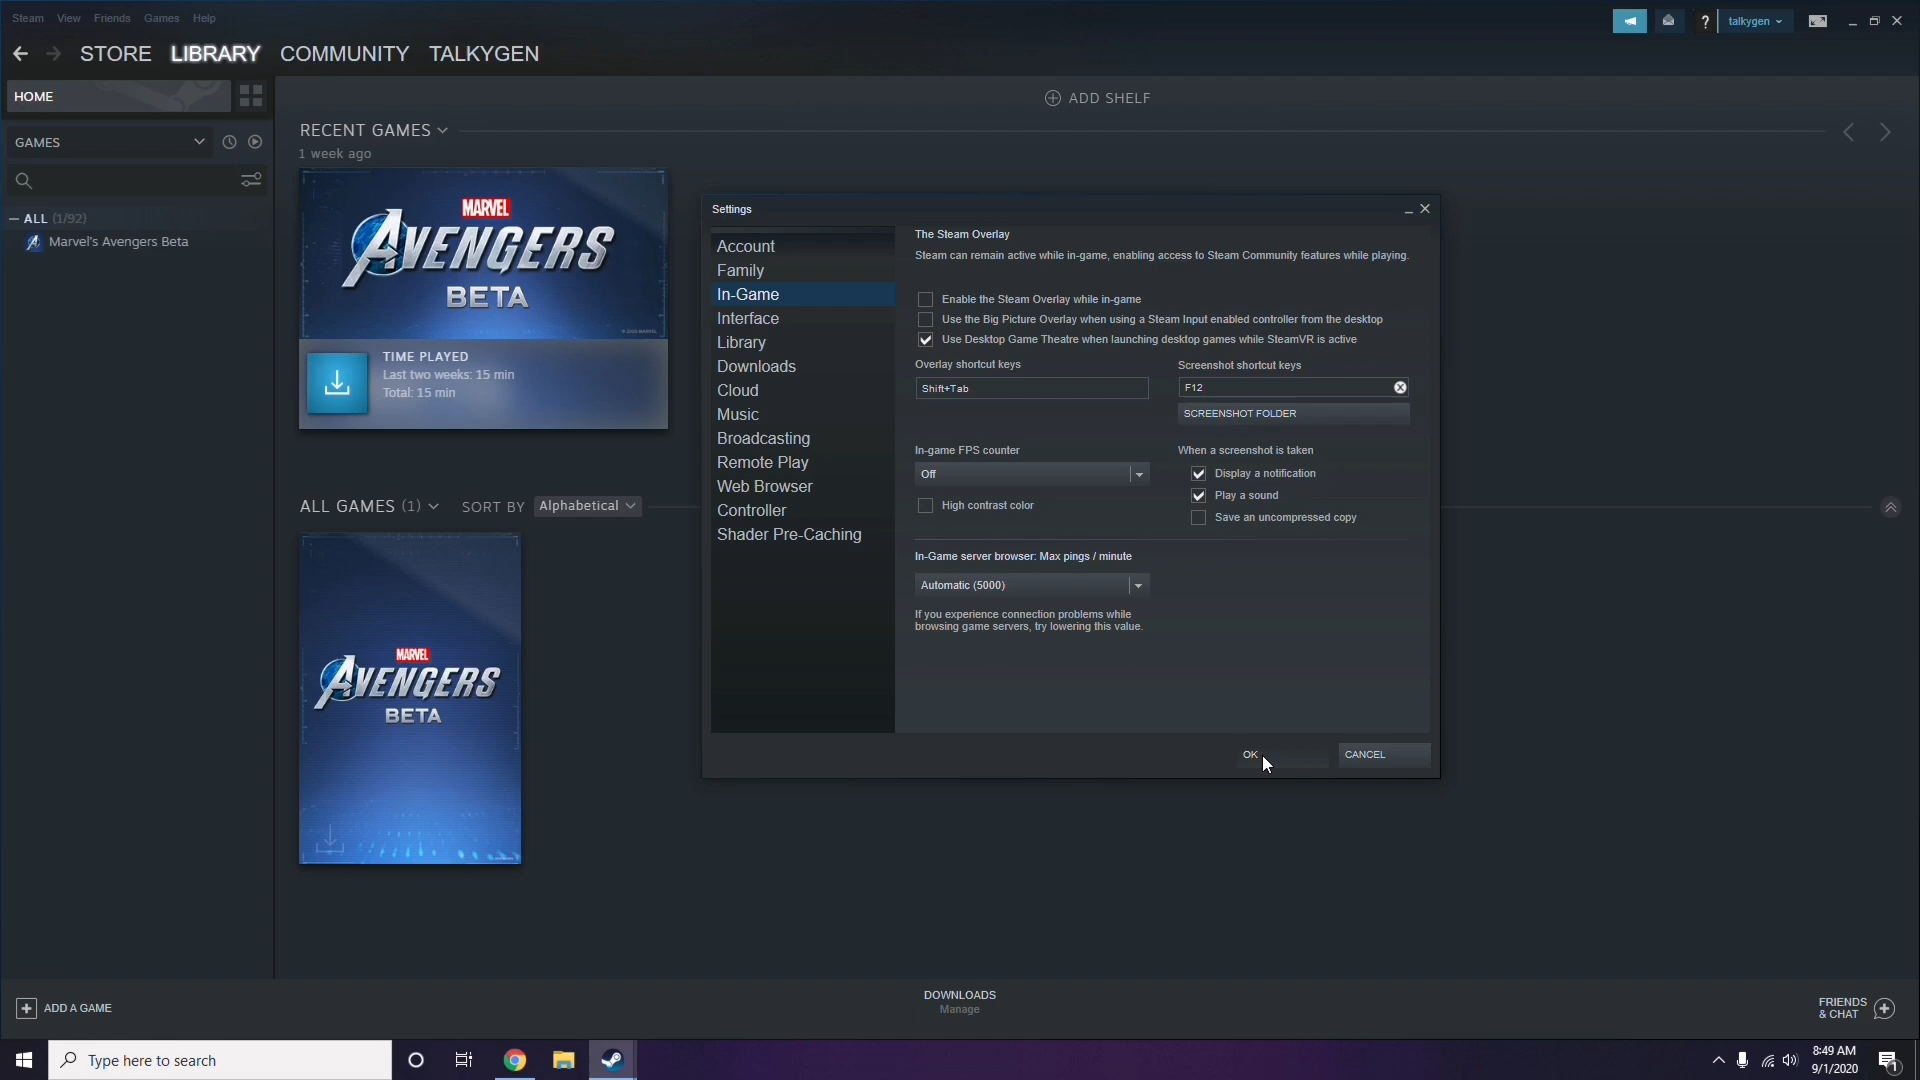 Steam View Friends Games Help
talkygen
STORE LIBRARY COMMUNITY TALKYGEN
HOME
ADD SHELF
GAMES
RECENT GAMES
1 week ago
ALL (1/92)
Marvel's Avengers Beta
MARVEL
AVENGERS
BETA
TIME PLAYED
Last two weeks: 15 min
Total: 15 min
ALL GAMES (1) SORT BY Alphabetical
MARVEL
AVENGERS
BETA
Settings
Account
Family
In-Game
Interface
Library
Downloads
Cloud
Music
Broadcasting
Remote Play
Web Browser
Controller
Shader Pre-Caching
The Steam Overlay
Steam can remain active while in-game, enabling access to Steam Community features while playing.
Enable the Steam Overlay while in-game
Use the Big Picture Overlay when using a Steam Input enabled controller from the desktop
Use Desktop Game Theatre when launching desktop games while SteamVR is active
Overlay shortcut keys
Shift+Tab
Screenshot shortcut keys
F12
SCREENSHOT FOLDER
In-game FPS counter
Off
High contrast color
When a screenshot is taken
Display a notification
Play a sound
Save an uncompressed copy
In-Game server browser: Max pings / minute
Automatic (5000)
If you experience connection problems while
browsing game servers, try lowering this value.
OK CANCEL
ADD A GAME
DOWNLOADS
Manage
FRIENDS
& CHAT
Type here to search
8:49 AM
9/1/2020
1